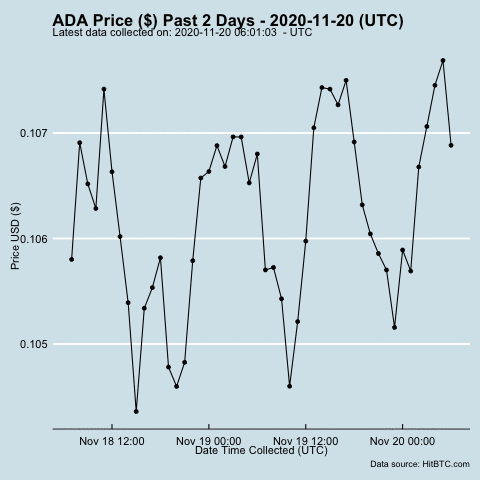 ADA Price ($) Past 2 Days - 2020-11-20 (UTC)
Latest data collected on: 2020-11-20 06:01:03  - UTC
0.107
0.106
0.105
Price USD ($)
Nov 18 12:00 Nov 19 00:00 Nov 19 12:00 Nov 20 00:00
Date Time Collected (UTC)
Data source: HitBTC.com